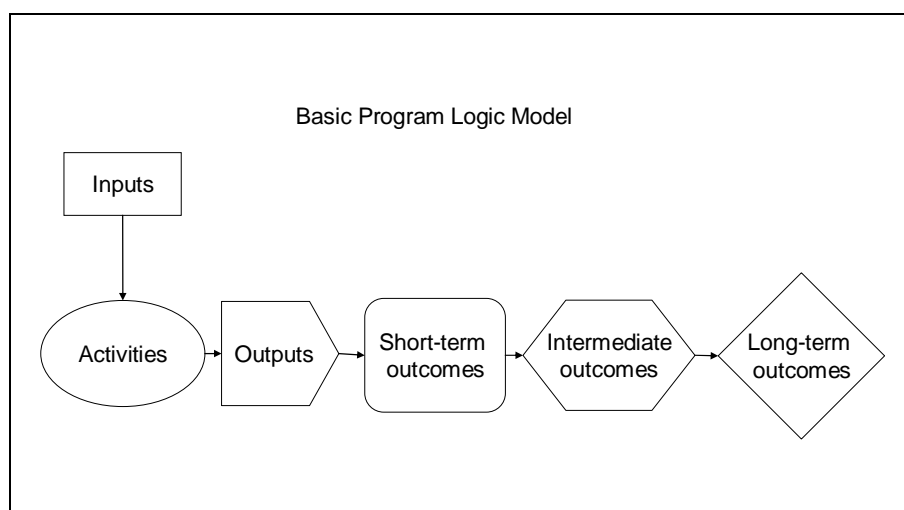 Basic Program Logic Model
Inputs
Activities
Outputs
Short-term
outcomes
Intermediate
outcomes
Long-term
outcomes